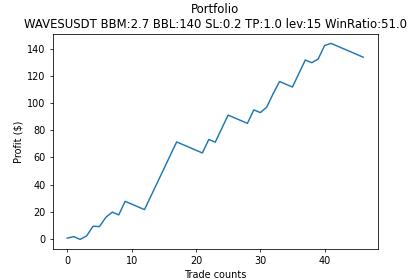 Portfolio
WAVESUSDT BBM:2.7 BBL:140 SL:0.2 TP:1.0 lev:15 WinRatio:51.0
140
120
100
80
60
40
20
0
Profit ($)
0 10 20 30 40
Trade counts